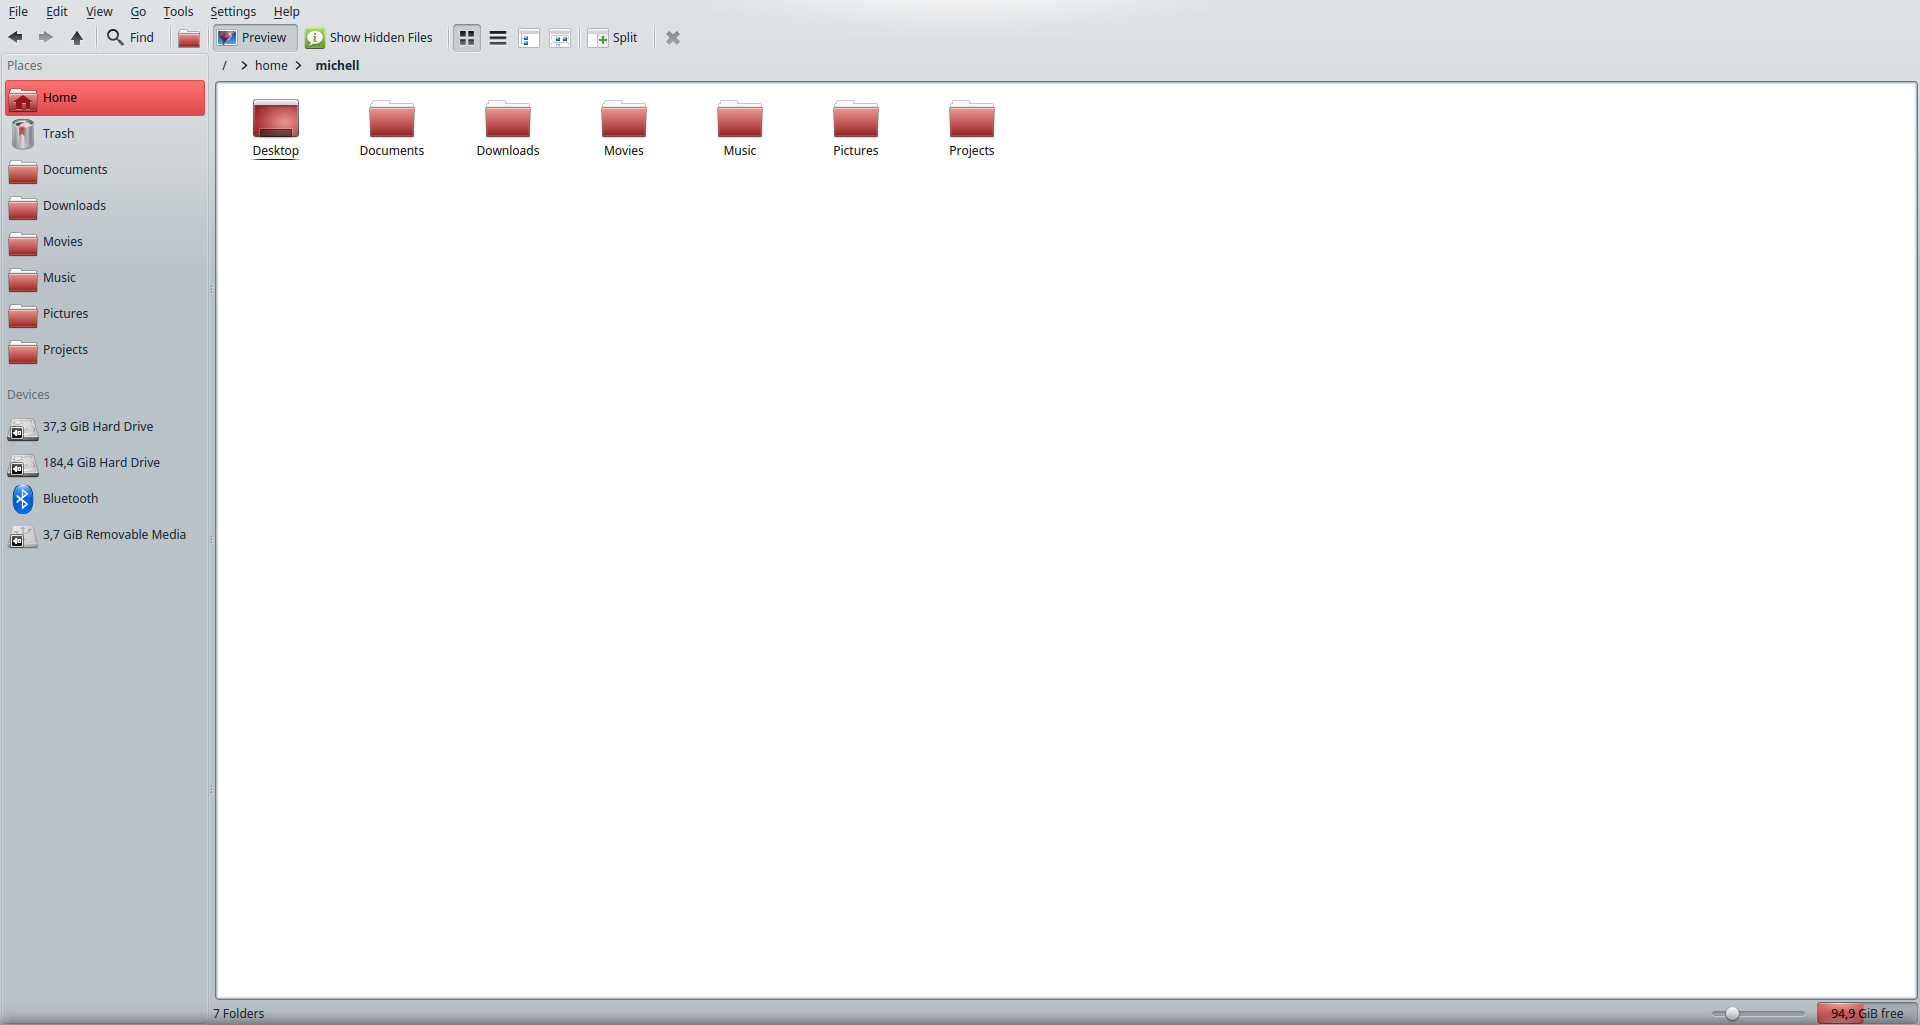 File Edit View Go Tools Settings Help
Find Preview Show Hidden Files Split
Places
/ > home > michell
Home
Trash
Documents
Downloads
Movies
Music
Pictures
Projects
Devices
37,3 GiB Hard Drive
184,4 GiB Hard Drive
Bluetooth
3,7 GiB Removable Media
Desktop Documents Downloads Movies Music Pictures Projects
7 Folders
94,9 GiB free